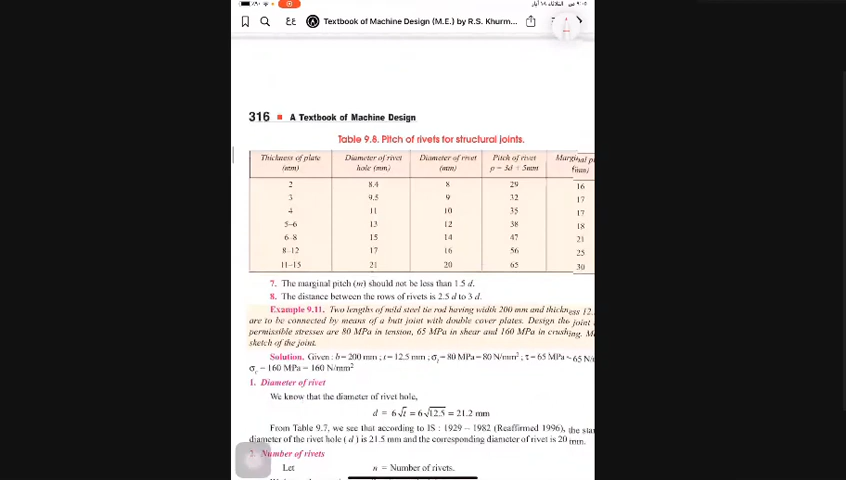 Textbook of Machine Design (M.E.) by R.S. Khurm...
316 ■ A Textbook of Machine Design
Table 9.8. Pitch of rivets for structural joints.
Thickness of plate (mm) Diameter of rivet hole (mm) Diameter of rivet (mm) Pitch of rivet p = 3d + 5mm Marginal p (mm)
2 8.4 8 29 16
3 9.5 9 32 17
4 11 10 35 17
5–6 13 12 38 18
6–8 15 14 47 21
8–12 17 16 56 25
11–15 21 20 65 30
7. The marginal pitch (m) should not be less than 1.5 d.
8. The distance between the rows of rivets is 2.5 d to 3 d.
Example 9.11. Two lengths of mild steel tie rod having width 200 mm and thickness 12.
are to be connected by means of a butt joint with double cover plates. Design the joint
permissible stresses are 80 MPa in tension, 65 MPa in shear and 160 MPa in crushing. M
sketch of the joint.
Solution. Given : b = 200 mm ; t = 12.5 mm ; σt = 80 MPa = 80 N/mm² ; τ = 65 MPa = 65 N/
σc = 160 MPa = 160 N/mm²
1. Diameter of rivet
We know that the diameter of rivet hole,
d = 6√t = 6√12.5 = 21.2 mm
From Table 9.7, we see that according to IS : 1929 – 1982 (Reaffirmed 1996), the sta
diameter of the rivet hole ( d ) is 21.5 mm and the corresponding diameter of rivet is 20 mm.
2. Number of rivets
Let n = Number of rivets.